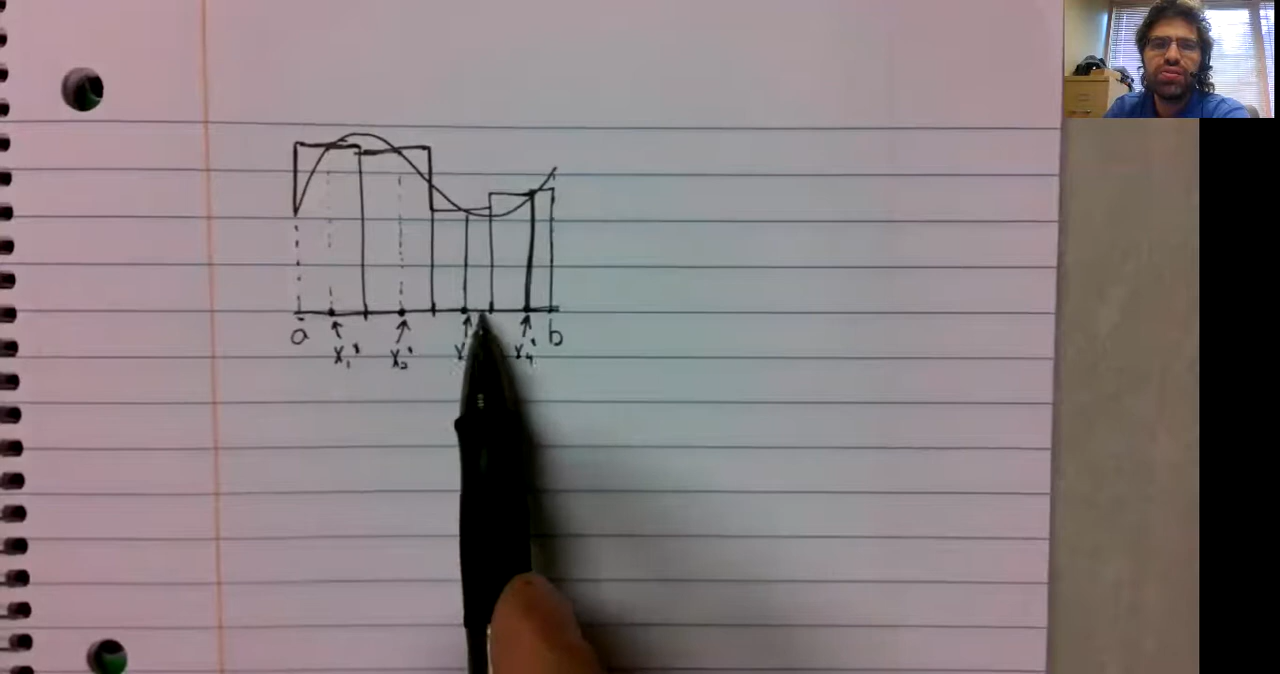 a x₁* x₂* x x₄* b